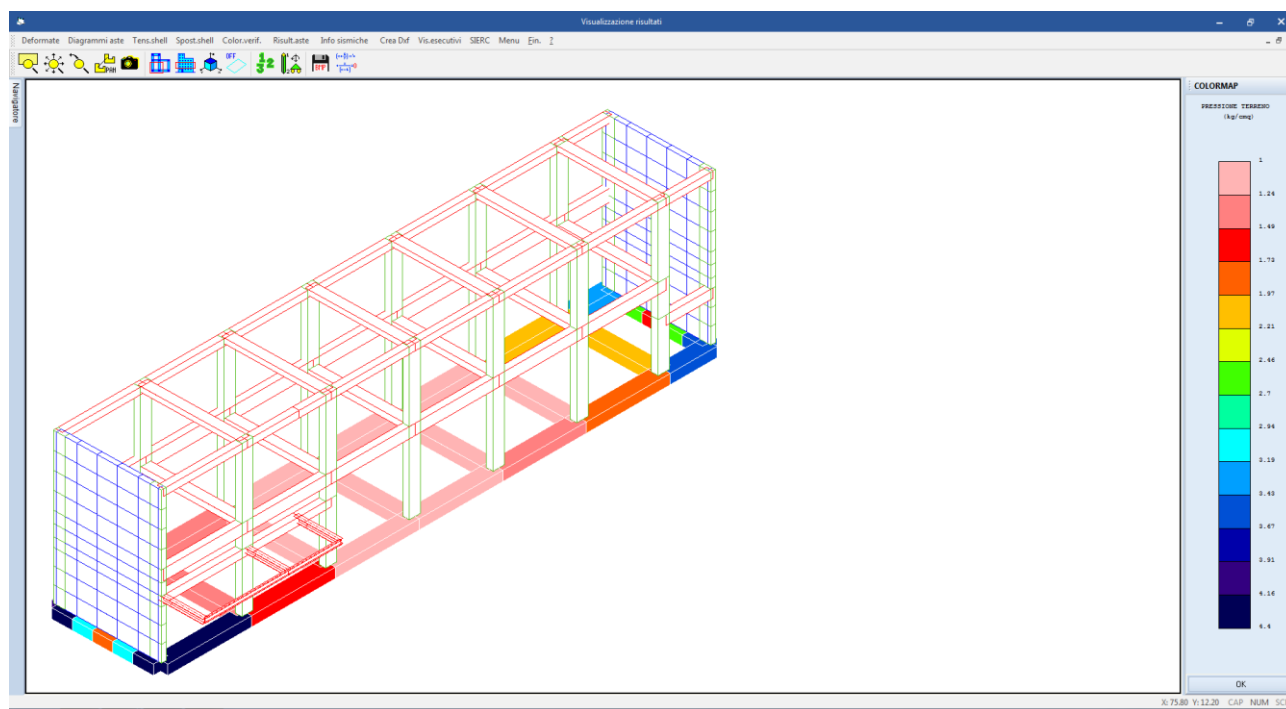 Visualizzazione risultati
Deformate Diagrammi aste Tens.shell Spost.shell Color.verif. Risult.aste Info sismiche Crea Dxf Vis.esecutivi SIERC Menu Fin. ?
PAN
OFF
Navigatore
COLORMAP
PRESSIONE TERRENO
(kg/cmq)
1
1.24
1.49
1.73
1.97
2.21
2.46
2.7
2.94
3.19
3.43
3.67
3.91
4.16
4.4
OK
X: 75.80 Y: 12.20 CAP NUM